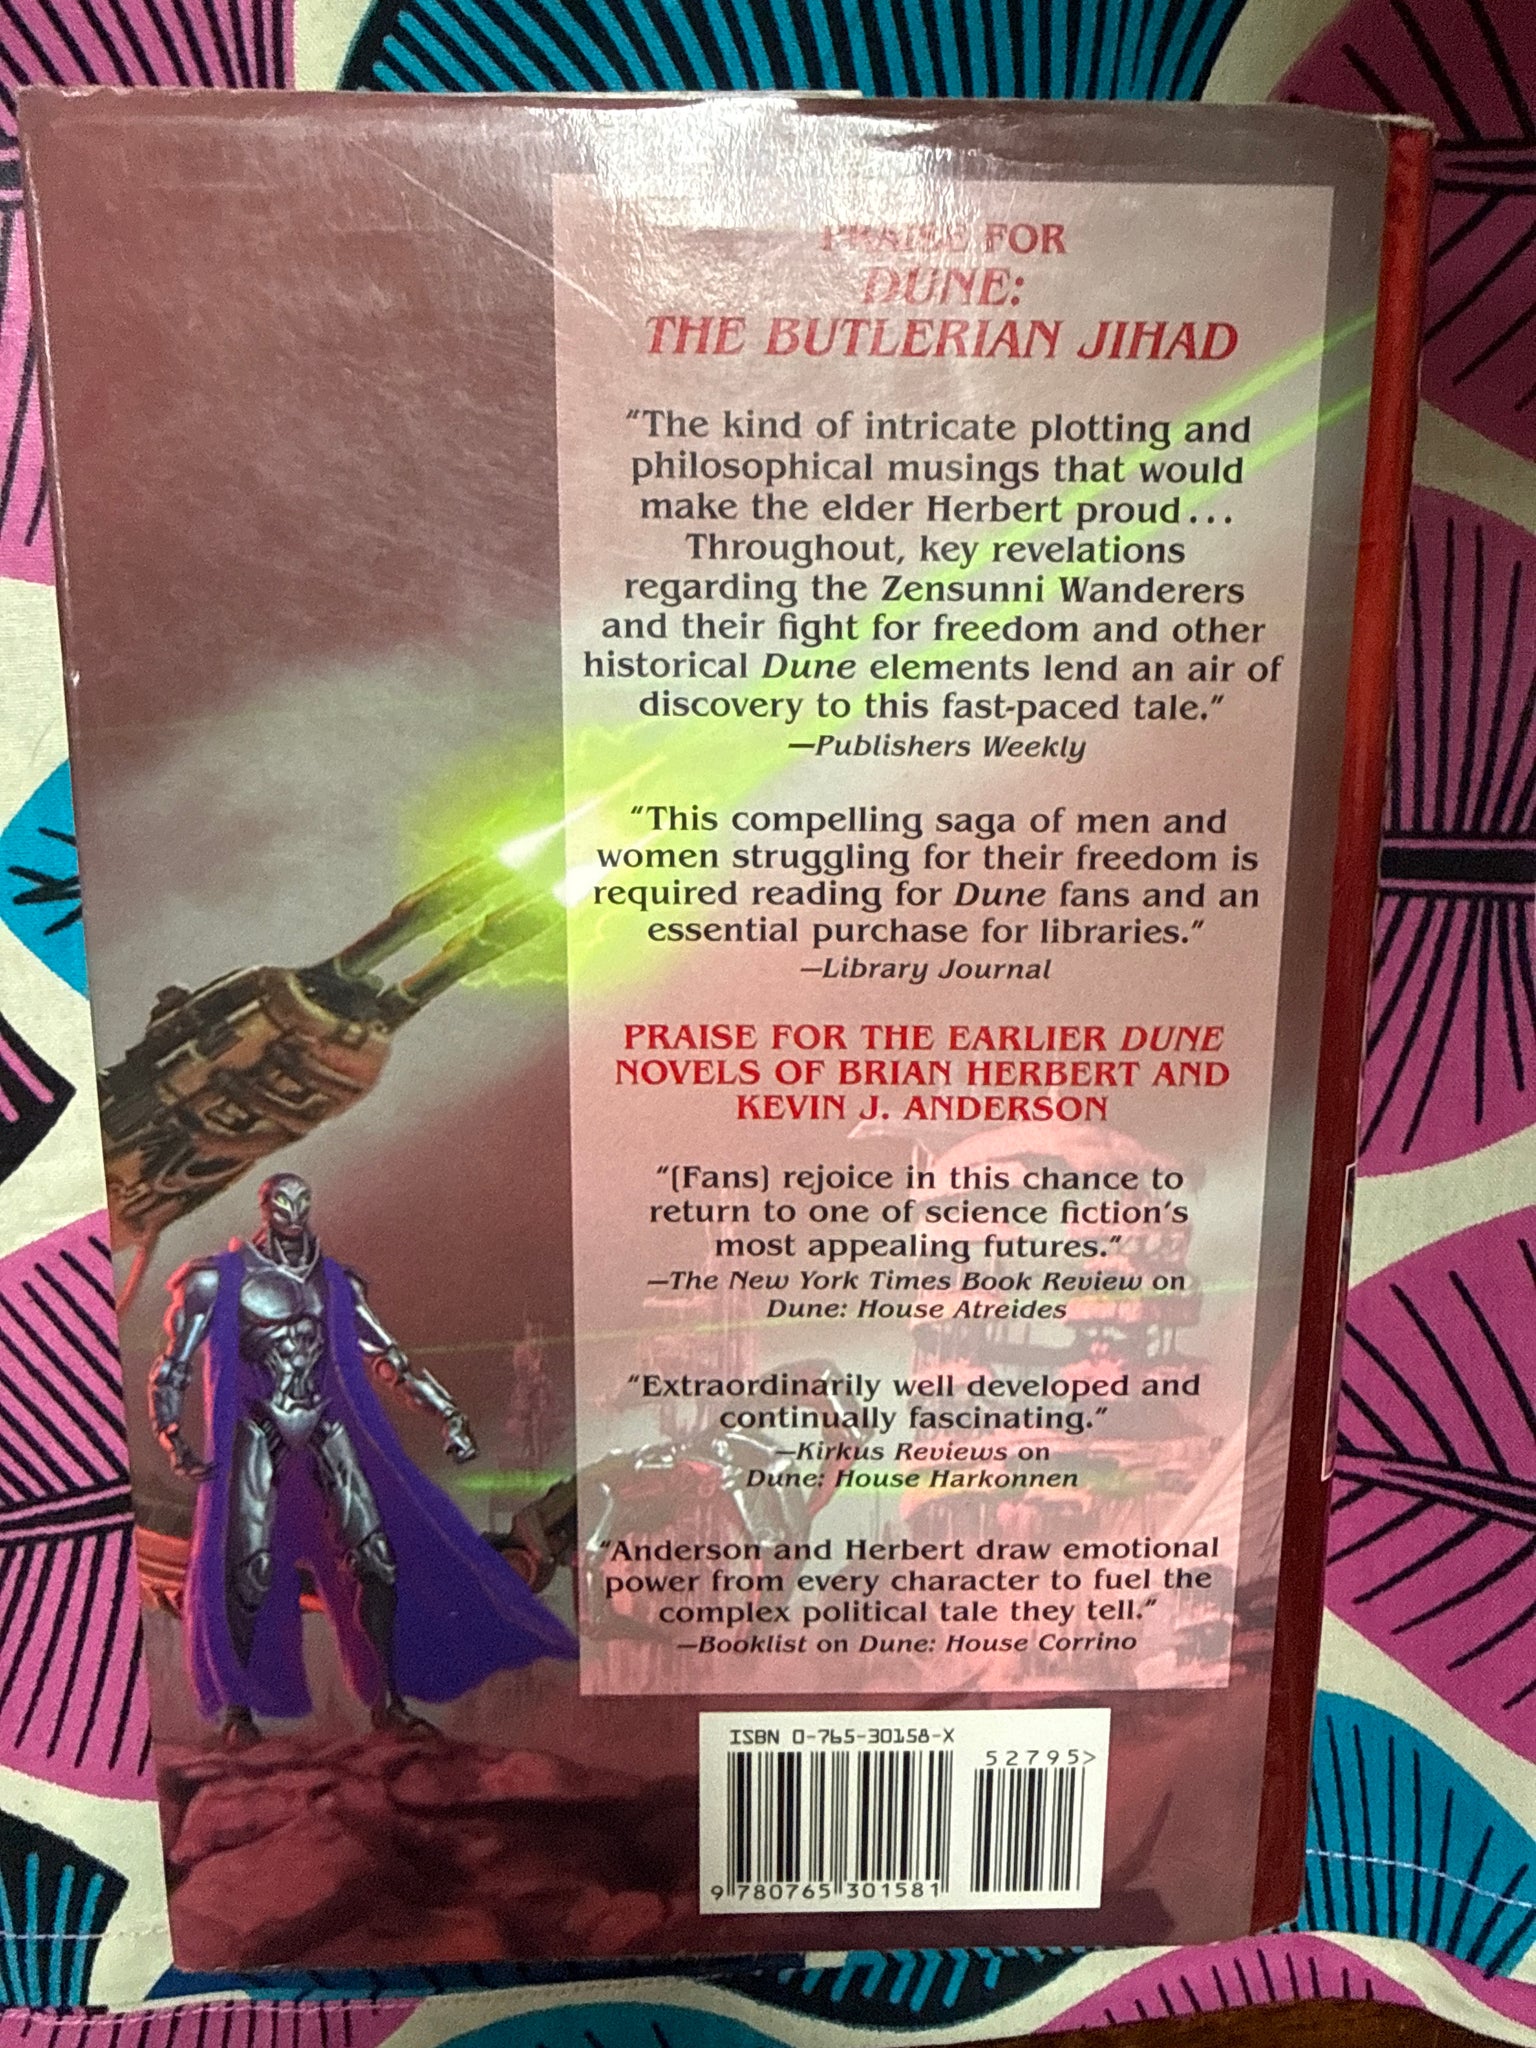 PRAISE FOR
DUNE:
THE BUTLERIAN JIHAD
“The kind of intricate plotting and
philosophical musings that would
make the elder Herbert proud...
Throughout, key revelations
regarding the Zensunni Wanderers
and their fight for freedom and other
historical Dune elements lend an air of
discovery to this fast-paced tale.”
—Publishers Weekly
“This compelling saga of men and
women struggling for their freedom is
required reading for Dune fans and an
essential purchase for libraries.”
—Library Journal
PRAISE FOR THE EARLIER DUNE
NOVELS OF BRIAN HERBERT AND
KEVIN J. ANDERSON
“(Fans) rejoice in this chance to
return to one of science fiction’s
most appealing futures.”
—The New York Times Book Review on
Dune: House Atreides
“Extraordinarily well developed and
continually fascinating.”
—Kirkus Reviews on
Dune: House Harkonnen
“Anderson and Herbert draw emotional
power from every character to fuel the
complex political tale they tell.”
—Booklist on Dune: House Corrino
ISBN 0-765-30158-X
52795>
9 780765 301581